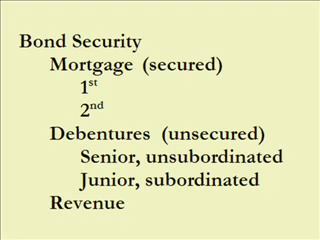 Bond Security
Mortgage (secured)
1st
2nd
Debentures (unsecured)
Senior, unsubordinated
Junior, subordinated
Revenue